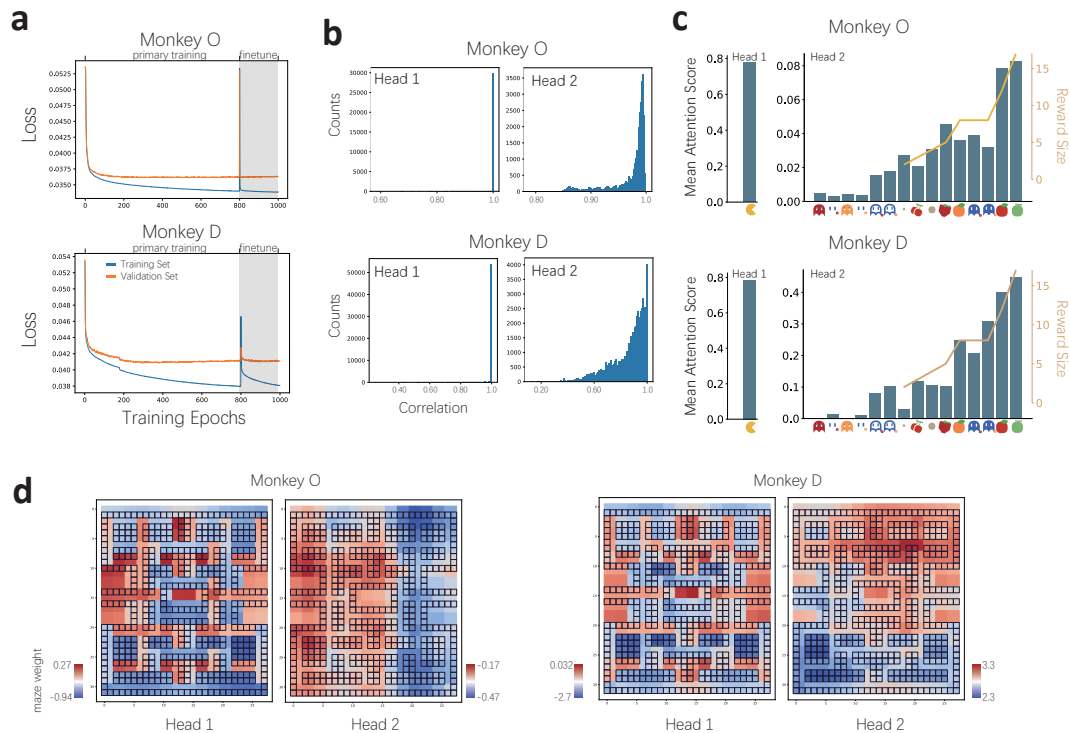 a
Monkey O
primary training
finetune
0.0525
0.0500
0.0475
0.0450
0.0425
0.0400
0.0375
0.0350
Loss
0 200 400 600 800 1000
Monkey D
primary training
finetune
Training Set
Validation Set
0.054
0.052
0.050
0.048
0.046
0.044
0.042
0.040
0.038
Loss
0 200 400 600 800 1000
Training Epochs
b
Monkey O
Head 1
Counts
30000
25000
20000
15000
10000
5000
0
0.60 0.80 1.0
Head 2
3500
3000
2500
2000
1500
1000
500
0
0.80 0.90 1.0
Monkey D
Head 1
Counts
50000
40000
30000
20000
10000
0
0.40 0.60 1.0
Head 2
4000
3500
3000
2500
2000
1500
1000
500
0
0.20 0.60 1.0
Correlation
c
Monkey O
Head 1
Mean Attention Score
0.8
0.6
0.4
0.2
0.0
Head 2
0.08
0.06
0.04
0.02
0.00
15
10
5
0
Reward Size
Monkey D
Head 1
Mean Attention Score
0.8
0.6
0.4
0.2
0.0
Head 2
0.4
0.3
0.2
0.1
0.0
15
10
5
0
Reward Size
d
Monkey O
maze weight
0.27
-0.94
Head 1
-0.17
-0.47
Head 2
Monkey D
0.032
-2.7
Head 1
3.3
2.3
Head 2